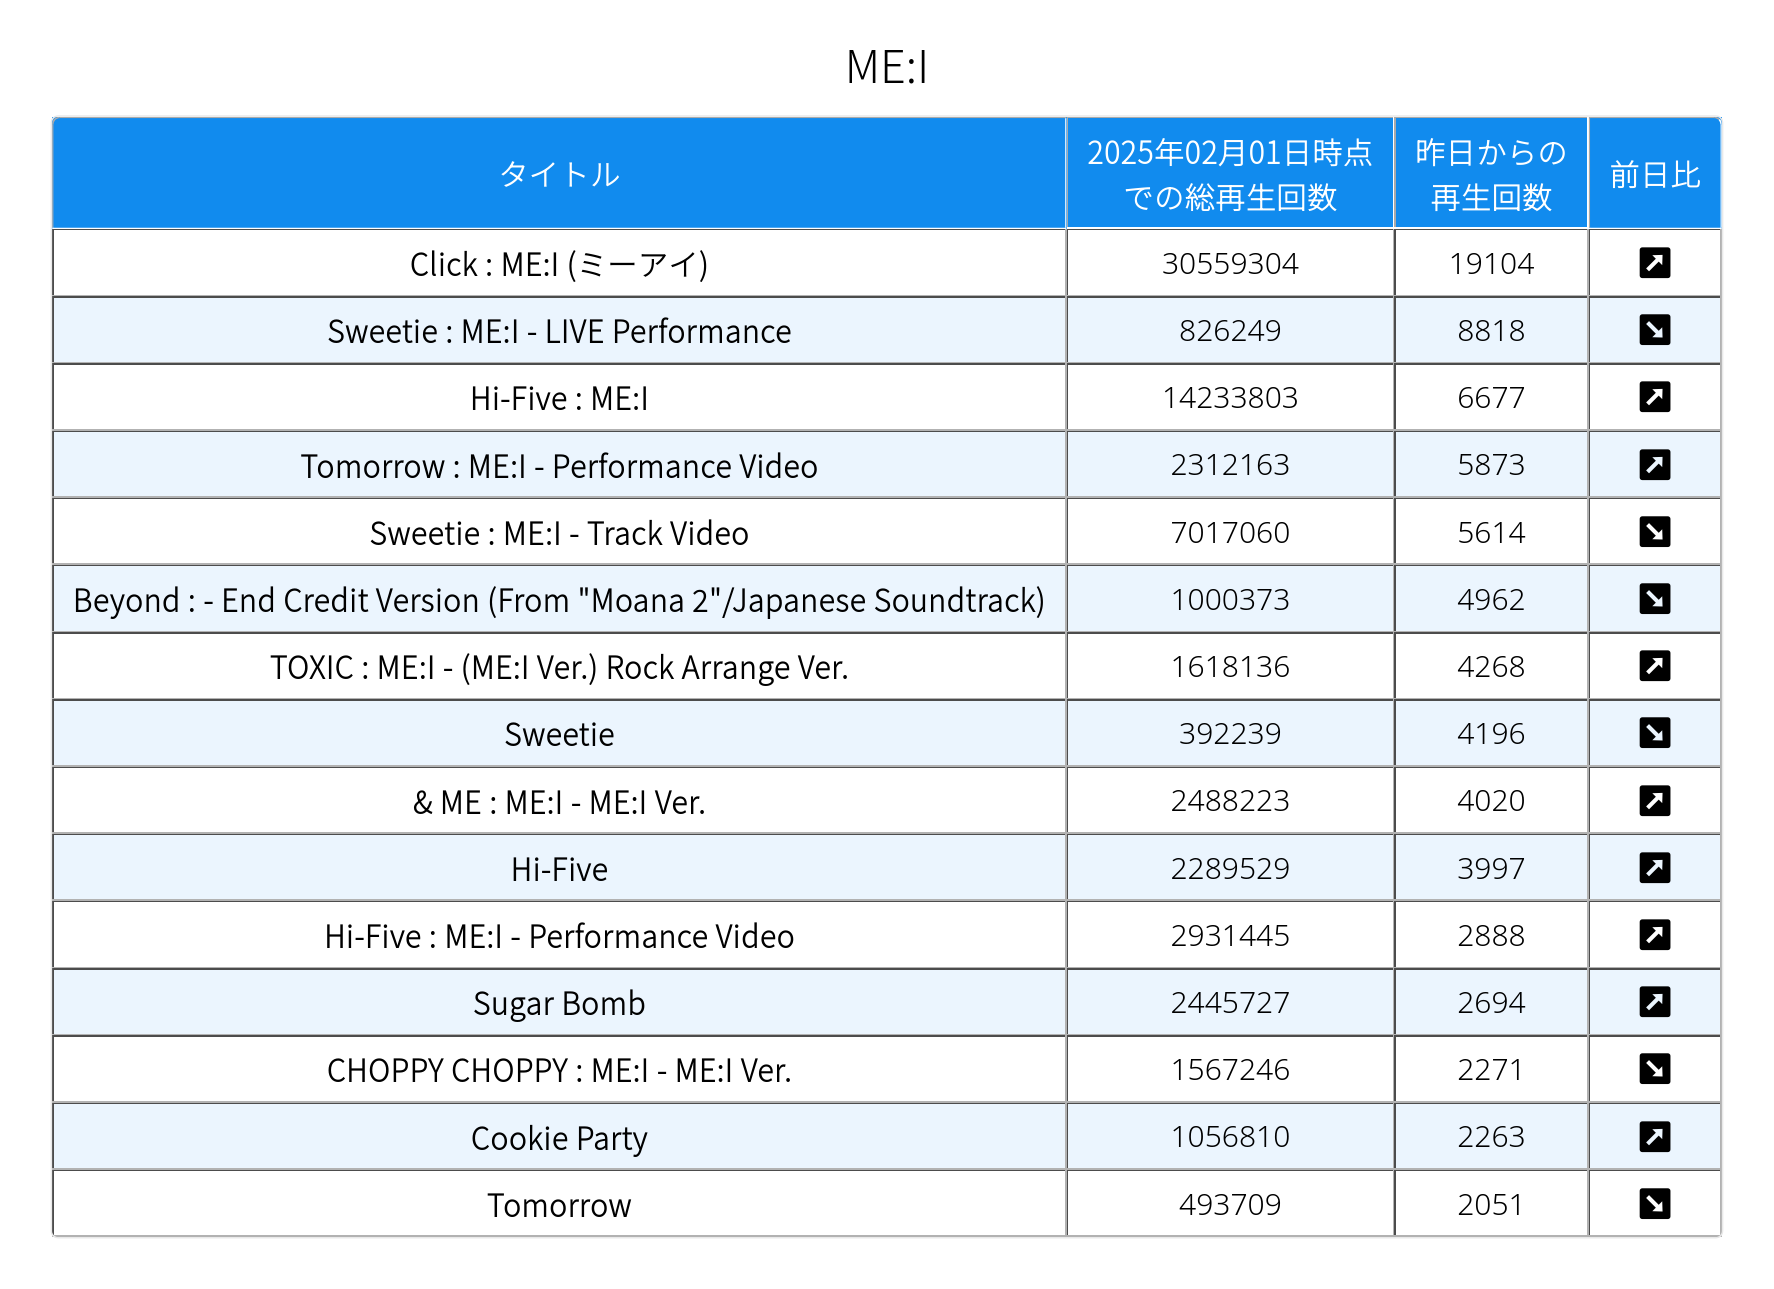 ME:I
タイトル 2025年02月01日時点での総再生回数 昨日からの再生回数 前日比
Click : ME:I (ミーアイ) 30559304 19104 ↗
Sweetie : ME:I - LIVE Performance 826249 8818 ↘
Hi-Five : ME:I 14233803 6677 ↗
Tomorrow : ME:I - Performance Video 2312163 5873 ↗
Sweetie : ME:I - Track Video 7017060 5614 ↘
Beyond : - End Credit Version (From "Moana 2"/Japanese Soundtrack) 1000373 4962 ↘
TOXIC : ME:I - (ME:I Ver.) Rock Arrange Ver. 1618136 4268 ↗
Sweetie 392239 4196 ↘
& ME : ME:I - ME:I Ver. 2488223 4020 ↗
Hi-Five 2289529 3997 ↗
Hi-Five : ME:I - Performance Video 2931445 2888 ↗
Sugar Bomb 2445727 2694 ↗
CHOPPY CHOPPY : ME:I - ME:I Ver. 1567246 2271 ↘
Cookie Party 1056810 2263 ↗
Tomorrow 493709 2051 ↘